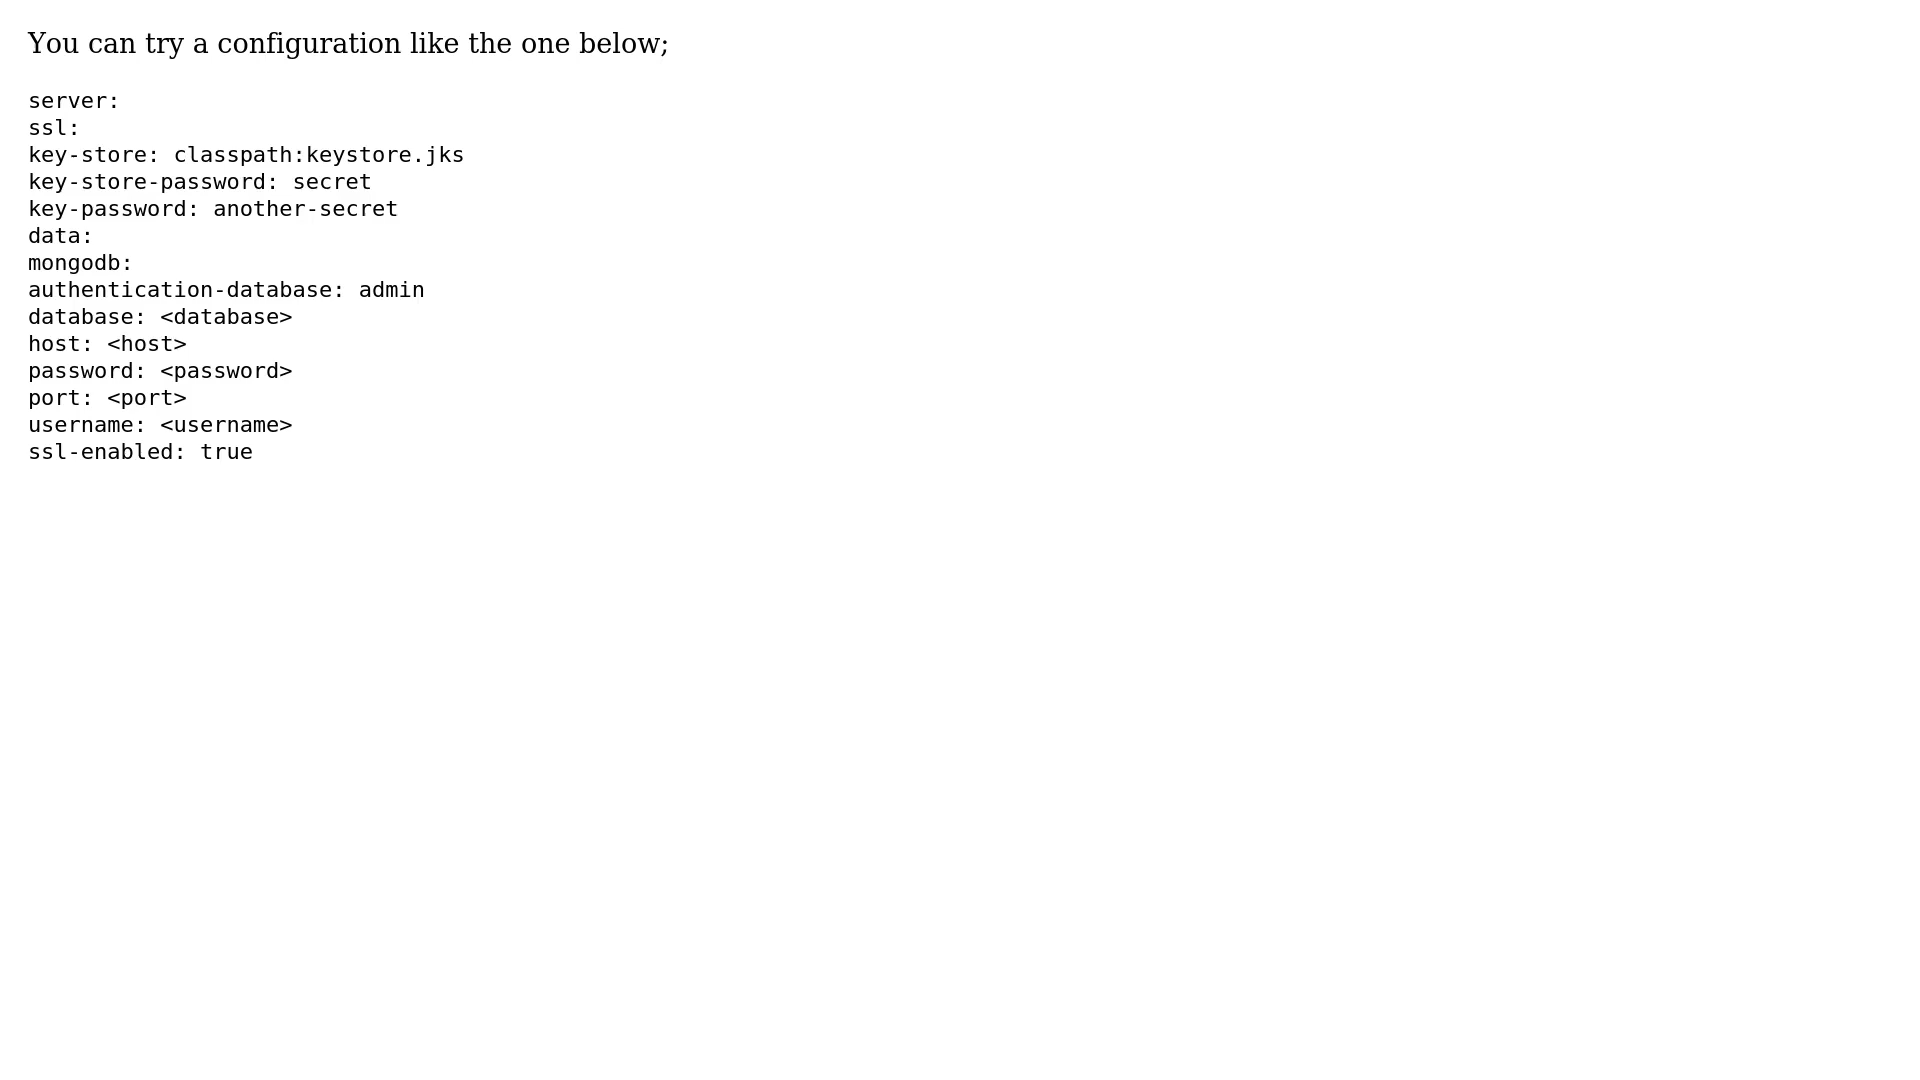 You can try a configuration like the one below;
server:
ssl:
key-store: classpath:keystore.jks
key-store-password: secret
key-password: another-secret
data:
mongodb:
authentication-database: admin
database: <database>
host: <host>
password: <password>
port: <port>
username: <username>
ssl-enabled: true